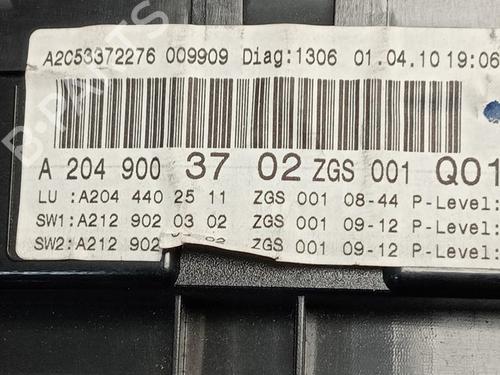 A2C53372276 009909 Diag:1306 01.04.10 19:06
A 204 900 37 02 ZGS 001 Q01
LU :A204 440 25 11 ZGS 001 08-44 P-Level:
SW1:A212 902 03 02 ZGS 001 09-12 P-Level:
SW2:A212 902 ZGS 001 09-12 P-Level:
B-PARTS